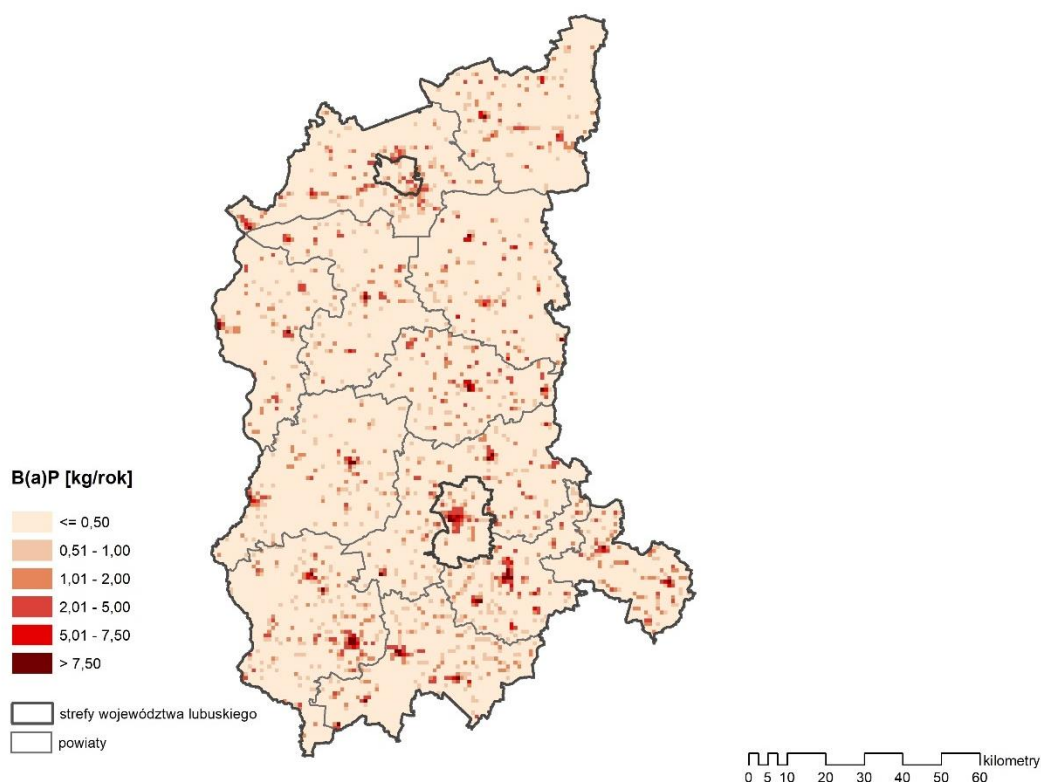 B(a)P [kg/rok]
<= 0,50
0,51 - 1,00
1,01 - 2,00
2,01 - 5,00
5,01 - 7,50
> 7,50
strefy województwa lubuskiego
powiaty
kilometry
0 5 10 20 30 40 50 60